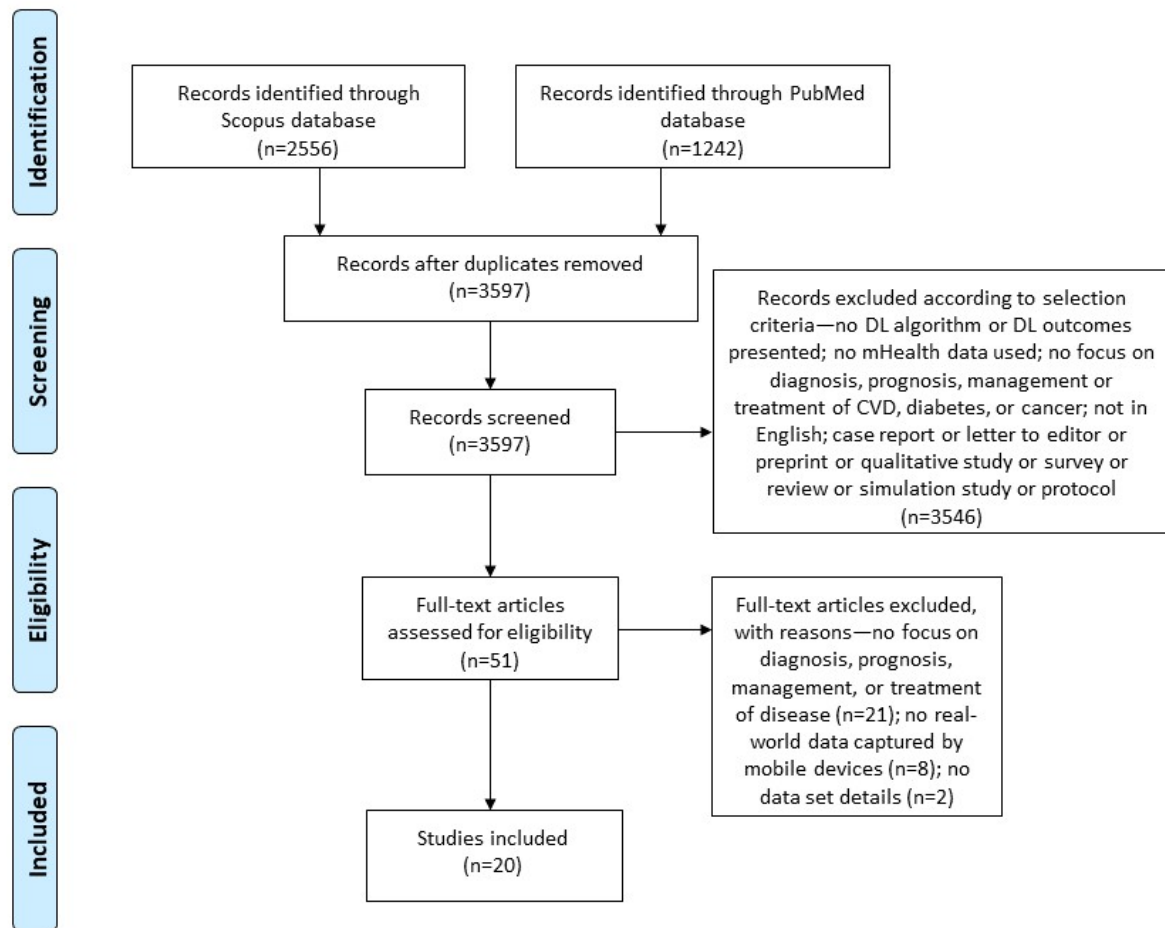 Identification
Records identified through
Scopus database
(n=2556)
Records identified through PubMed
database
(n=1242)
Screening
Records after duplicates removed
(n=3597)
Records screened
(n=3597)
Records excluded according to selection
criteria—no DL algorithm or DL outcomes
presented; no mHealth data used; no focus on
diagnosis, prognosis, management or
treatment of CVD, diabetes, or cancer; not in
English; case report or letter to editor or
preprint or qualitative study or survey or
review or simulation study or protocol
(n=3546)
Eligibility
Full-text articles
assessed for eligibility
(n=51)
Full-text articles excluded,
with reasons—no focus on
diagnosis, prognosis,
management, or treatment
of disease (n=21); no real-
world data captured by
mobile devices (n=8); no
data set details (n=2)
Included
Studies included
(n=20)